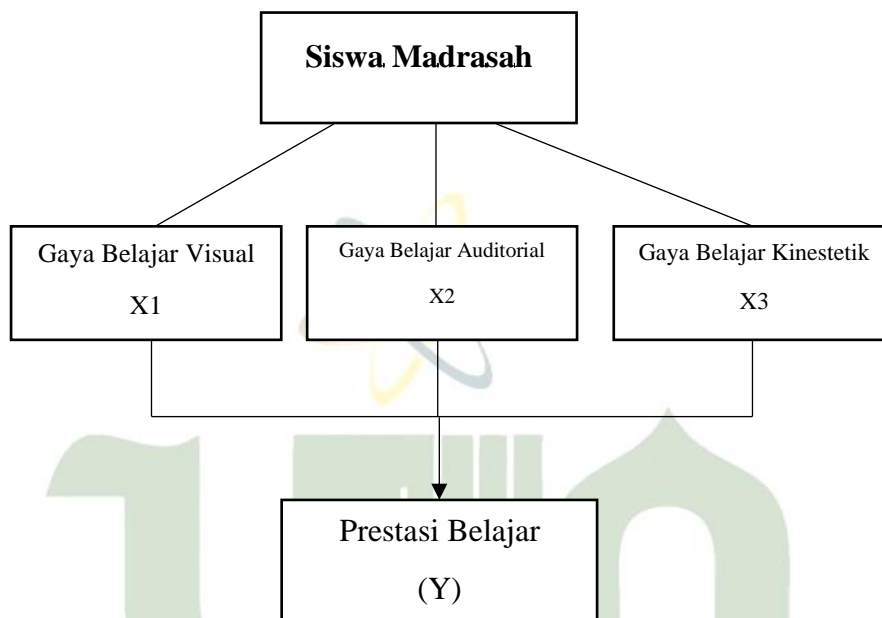 Siswa Madrasah
Gaya Belajar Visual
X1
Gaya Belajar Auditorial
X2
Gaya Belajar Kinestetik
X3
Prestasi Belajar
(Y)